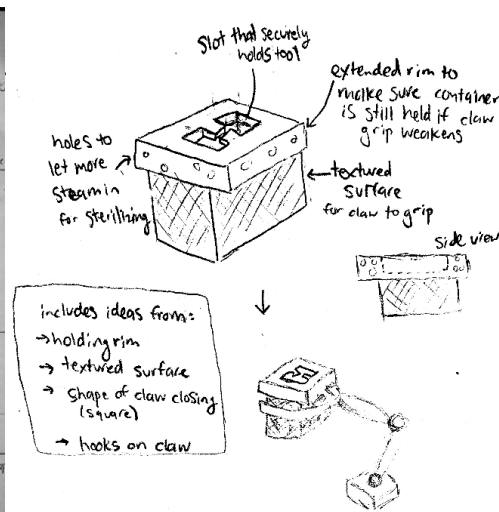 Slot that securely
holds tool
extended rim to
make sure container
is still held if claw
grip weakens
holes to
let more
steam in
for sterilizing
textured
surface
for claw to grip
side view
includes ideas from:
→ holding rim
→ textured surface
→ shape of claw closing
(square)
→ hooks on claw